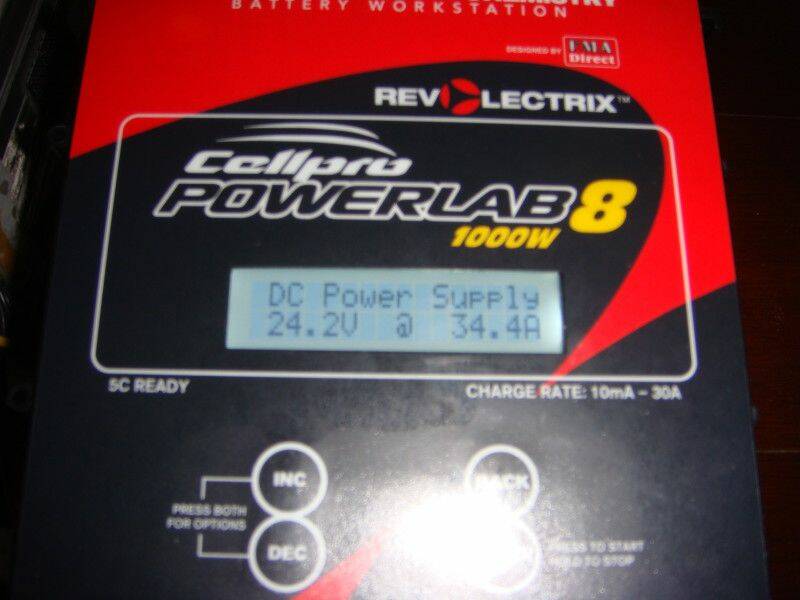 BATTERY WORKSTATION
DESIGNED BY FMA Direct
REVOLECTRIX™
Cellpro
POWERLAB 8
1000W
DC Power Supply
24.2V @ 34.4A
5C READY
CHARGE RATE: 10mA - 30A
INC
BACK
PRESS BOTH
FOR OPTIONS
DEC
PRESS TO START
HOLD TO STOP